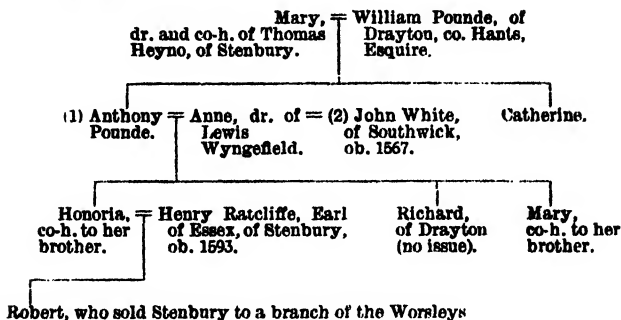 Mary, = William Pounde, of
dr. and co-h. of Thomas Drayton, co. Hants,
Heyno, of Stenbury. Esquire.
(1) Anthony = Anne, dr. of = (2) John White, Catherine.
Pounde. Lewis of Southwick,
Wyngefield. ob. 1567.
Honoria, = Henry Ratcliffe, Earl Richard, Mary,
co-h. to her of Essex, of Stenbury, of Drayton co-h. to her
brother. ob. 1593. (no issue). brother.
Robert, who sold Stenbury to a branch of the Worsleys